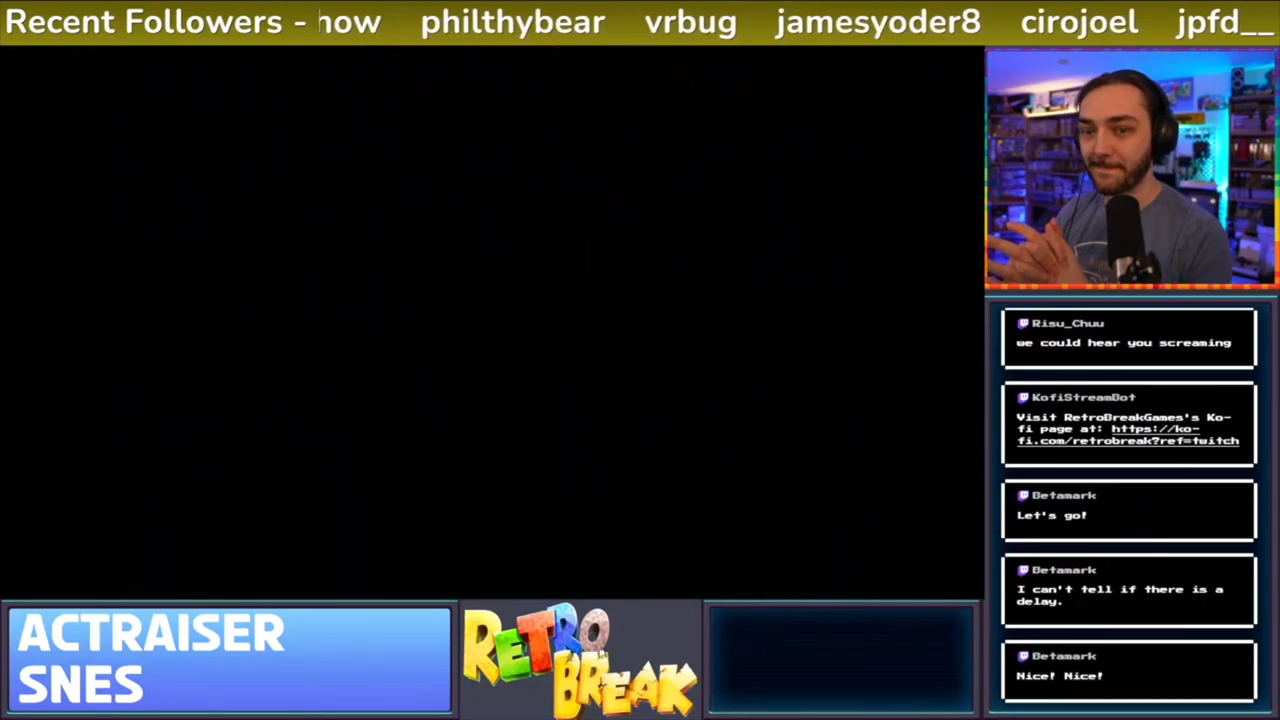 Recent Followers - how philthybear vrbug jamesyoder8 cirojoel jpfd__
Risu_Chuu
we could hear you screaming
KofiStreamBot
Visit RetroBreakGames's Ko-
fi page at: https://ko-
fi.com/retrobreak?ref=twitch
Betamark
Let's go!
Betamark
I can't tell if there is a
delay.
Betamark
Nice! Nice!
ACTRAISER
SNES
RETRO
BREAK